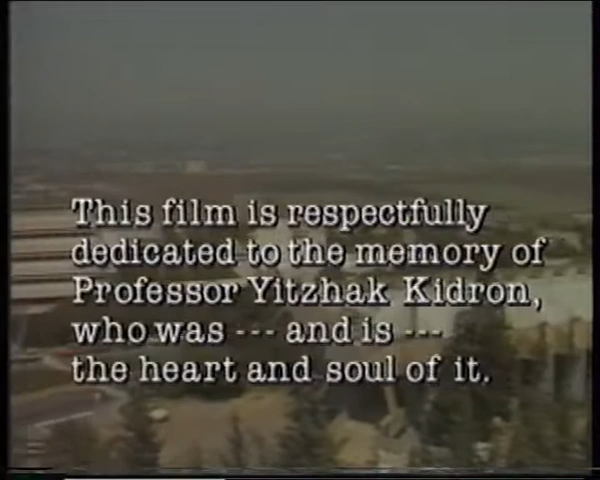 This film is respectfully
dedicated to the memory of
Professor Yitzhak Kidron,
who was --- and is ---
the heart and soul of it.